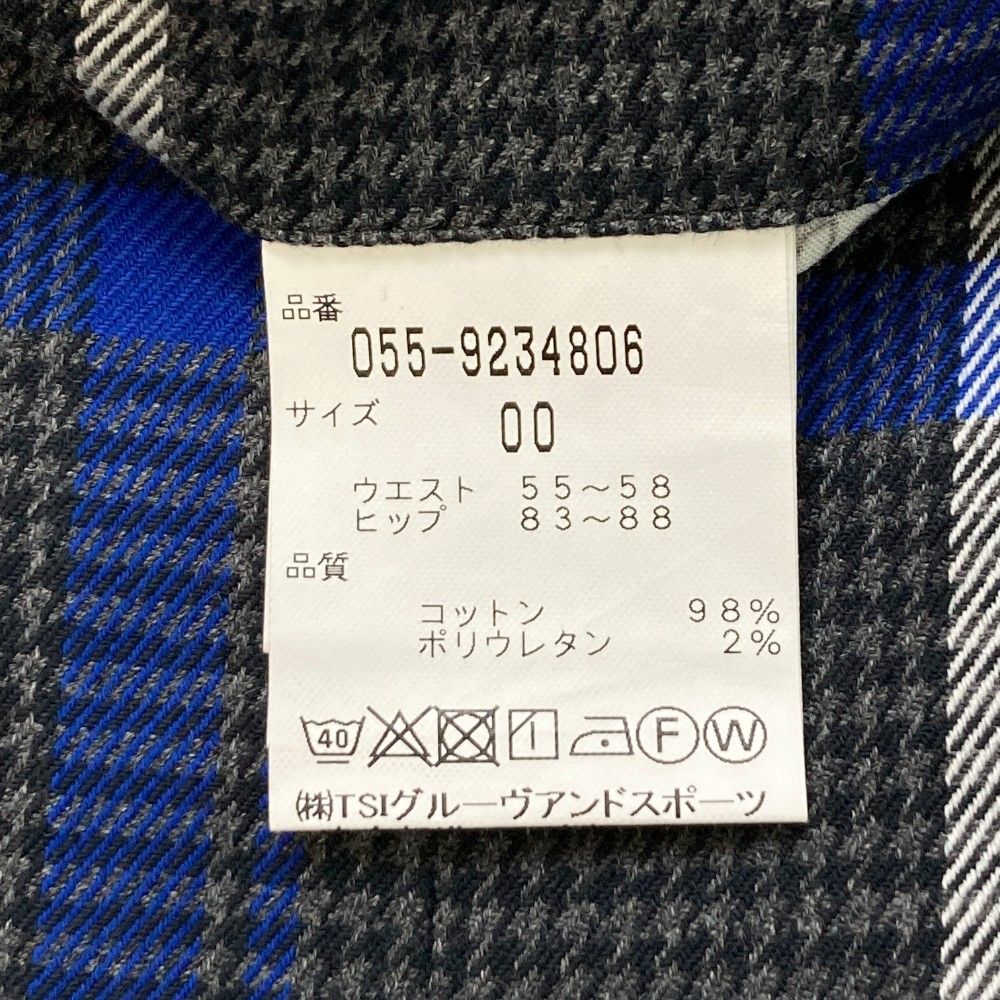 品番
055-9234806
サイズ 00
ウエスト 55～58
ヒップ 83～88
品質
コットン 98%
ポリウレタン 2%
40 F W
㈱TSIグルーヴアンドスポーツ